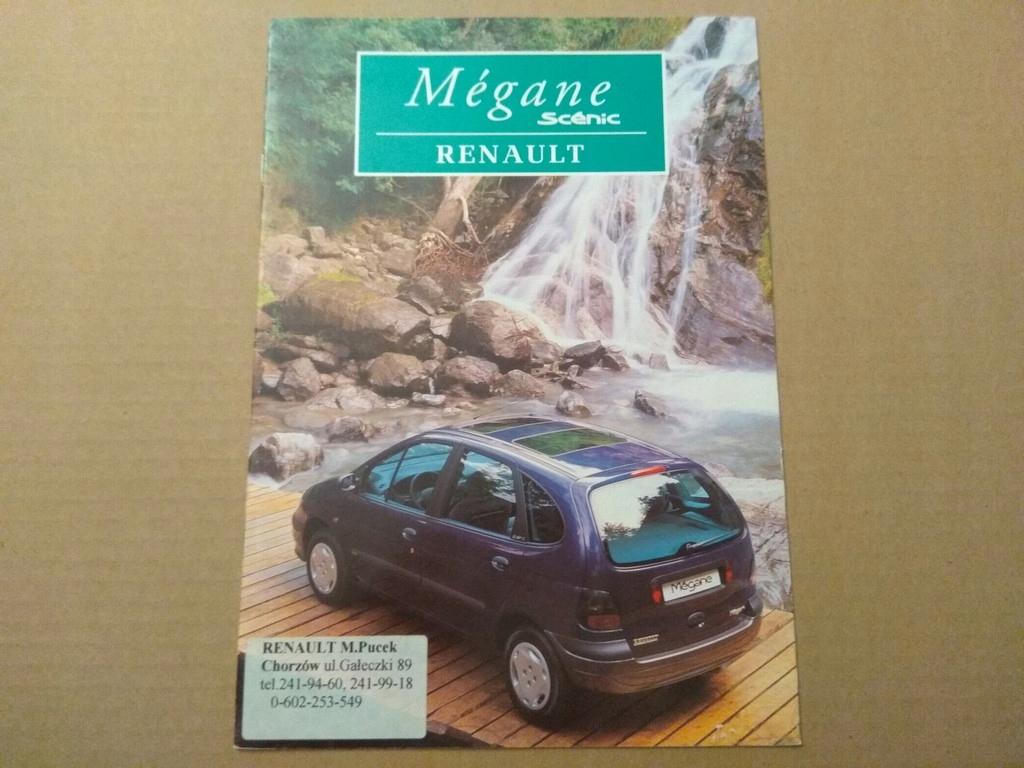 Mégane
Scénic
RENAULT
Mégane
RENAULT M.Pucek
Chorzów ul.Gałeczki 89
tel.241-94-60, 241-99-18
0-602-253-549